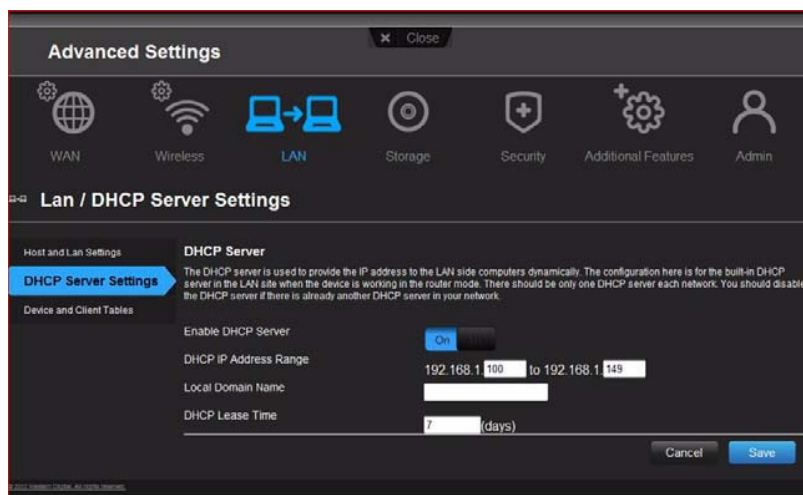 × Close
Advanced Settings
WAN
Wireless
LAN
Storage
Security
Additional Features
Admin
Lan / DHCP Server Settings
Host and Lan Settings
DHCP Server Settings
Device and Client Tables
DHCP Server
The DHCP server is used to provide the IP address to the LAN side computers dynamically. The configuration here is for the built-in DHCP
server in the LAN site when the device is working in the router mode. There should be only one DHCP server each network. You should disable
the DHCP server if there is already another DHCP server in your network.
Enable DHCP Server On
DHCP IP Address Range 192.168.1.100 to 192.168.1.149
Local Domain Name
DHCP Lease Time 7 (days)
Cancel Save
© 2012 Western Digital. All rights reserved.